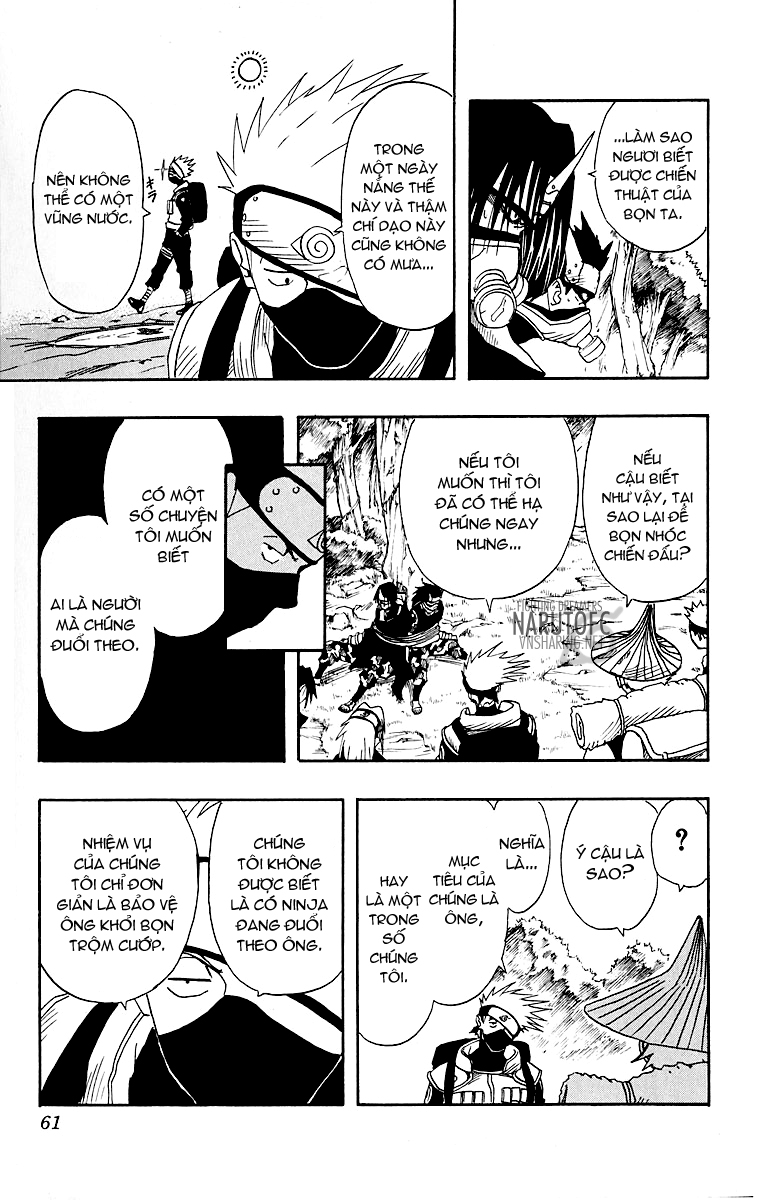 ...LÀM SAO
NGƯƠI BIẾT
ĐƯỢC CHIẾN
THUẬT CỦA
BỌN TA.
TRONG
MỘT NGÀY
NẮNG THẾ
NÀY VÀ THẬM
CHÍ DẠO NÀY
CŨNG KHÔNG
CÓ MƯA...
NÊN KHÔNG
THỂ CÓ MỘT
VŨNG NƯỚC.
NẾU
CẬU BIẾT
NHƯ VẬY, TẠI
SAO LẠI ĐỂ
BỌN NHÓC
CHIẾN ĐẤU?
NẾU TÔI
MUỐN THÌ TÔI
ĐÃ CÓ THỂ HẠ
CHÚNG NGAY
NHƯNG...
FIGHTING DREAMERS
NARUTOFC
VNSHARING.NET
CÓ MỘT
SỐ CHUYỆN
TÔI MUỐN
BIẾT
AI LÀ NGƯỜI
MÀ CHÚNG
ĐUỔI THEO.
?
Ý CẬU LÀ
SAO?
NGHĨA
LÀ...
MỤC
TIÊU CỦA
CHÚNG LÀ
ÔNG,
HAY
LÀ MỘT
TRONG
SỐ
CHÚNG
TÔI.
CHÚNG
TÔI KHÔNG
ĐƯỢC BIẾT
LÀ CÓ NINJA
ĐANG ĐUỔI
THEO ÔNG.
NHIỆM VỤ
CỦA CHÚNG
TÔI CHỈ ĐƠN
GIẢN LÀ BẢO VỆ
ÔNG KHỎI BỌN
TRỘM CƯỚP.
61